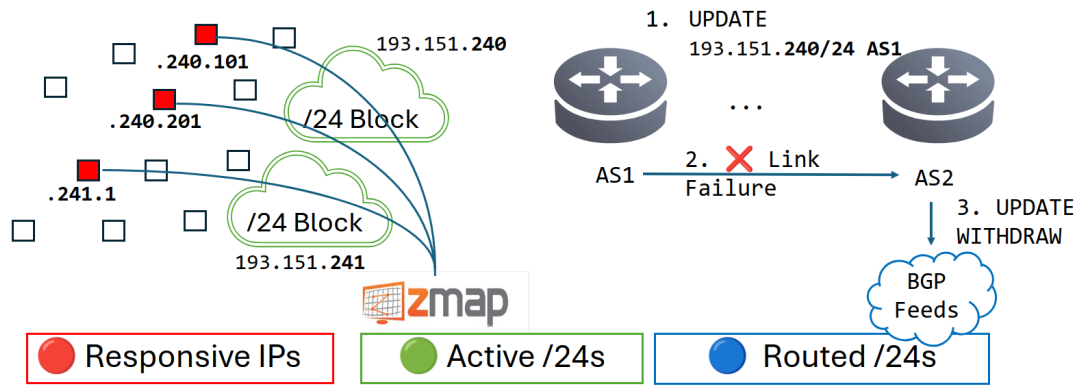 1. UPDATE
193.151.240/24 AS1
193.151.240
.240.101
/24 Block
...
.240.201
2. ❌ Link
Failure
AS1
AS2
.241.1
/24 Block
3. UPDATE
WITHDRAW
193.151.241
BGP
Feeds
zmap
Responsive IPs
Active /24s
Routed /24s